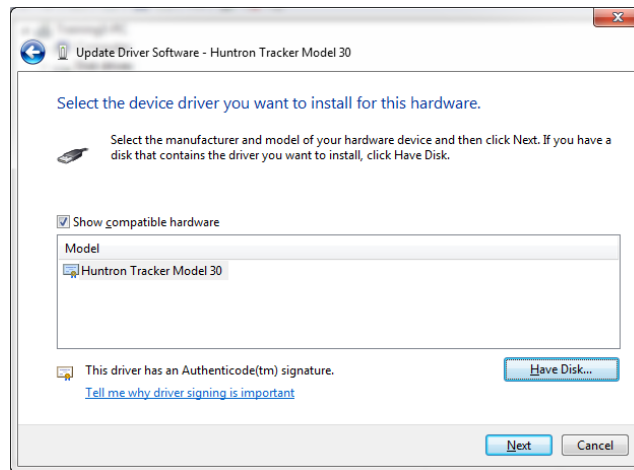 Update Driver Software - Huntron Tracker Model 30
Select the device driver you want to install for this hardware.
Select the manufacturer and model of your hardware device and then click Next. If you have a
disk that contains the driver you want to install, click Have Disk.
Show compatible hardware
Model
Huntron Tracker Model 30
This driver has an Authenticode(tm) signature.
Have Disk...
Tell me why driver signing is important
Next
Cancel